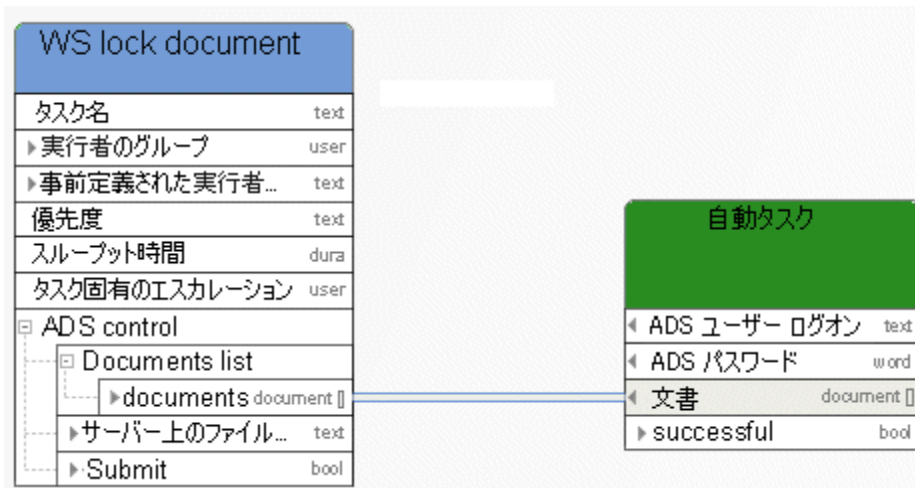 WS lock document
タスク名 text
実行者のグループ user
事前定義された実行者... text
優先度 text
スループット時間 dura
タスク固有のエスカレーション user
ADS control
Documents list
documents document []
サーバー上のファイル... text
Submit bool
自動タスク
ADS ユーザー ログオン text
ADS パスワード word
文書 document []
successful bool